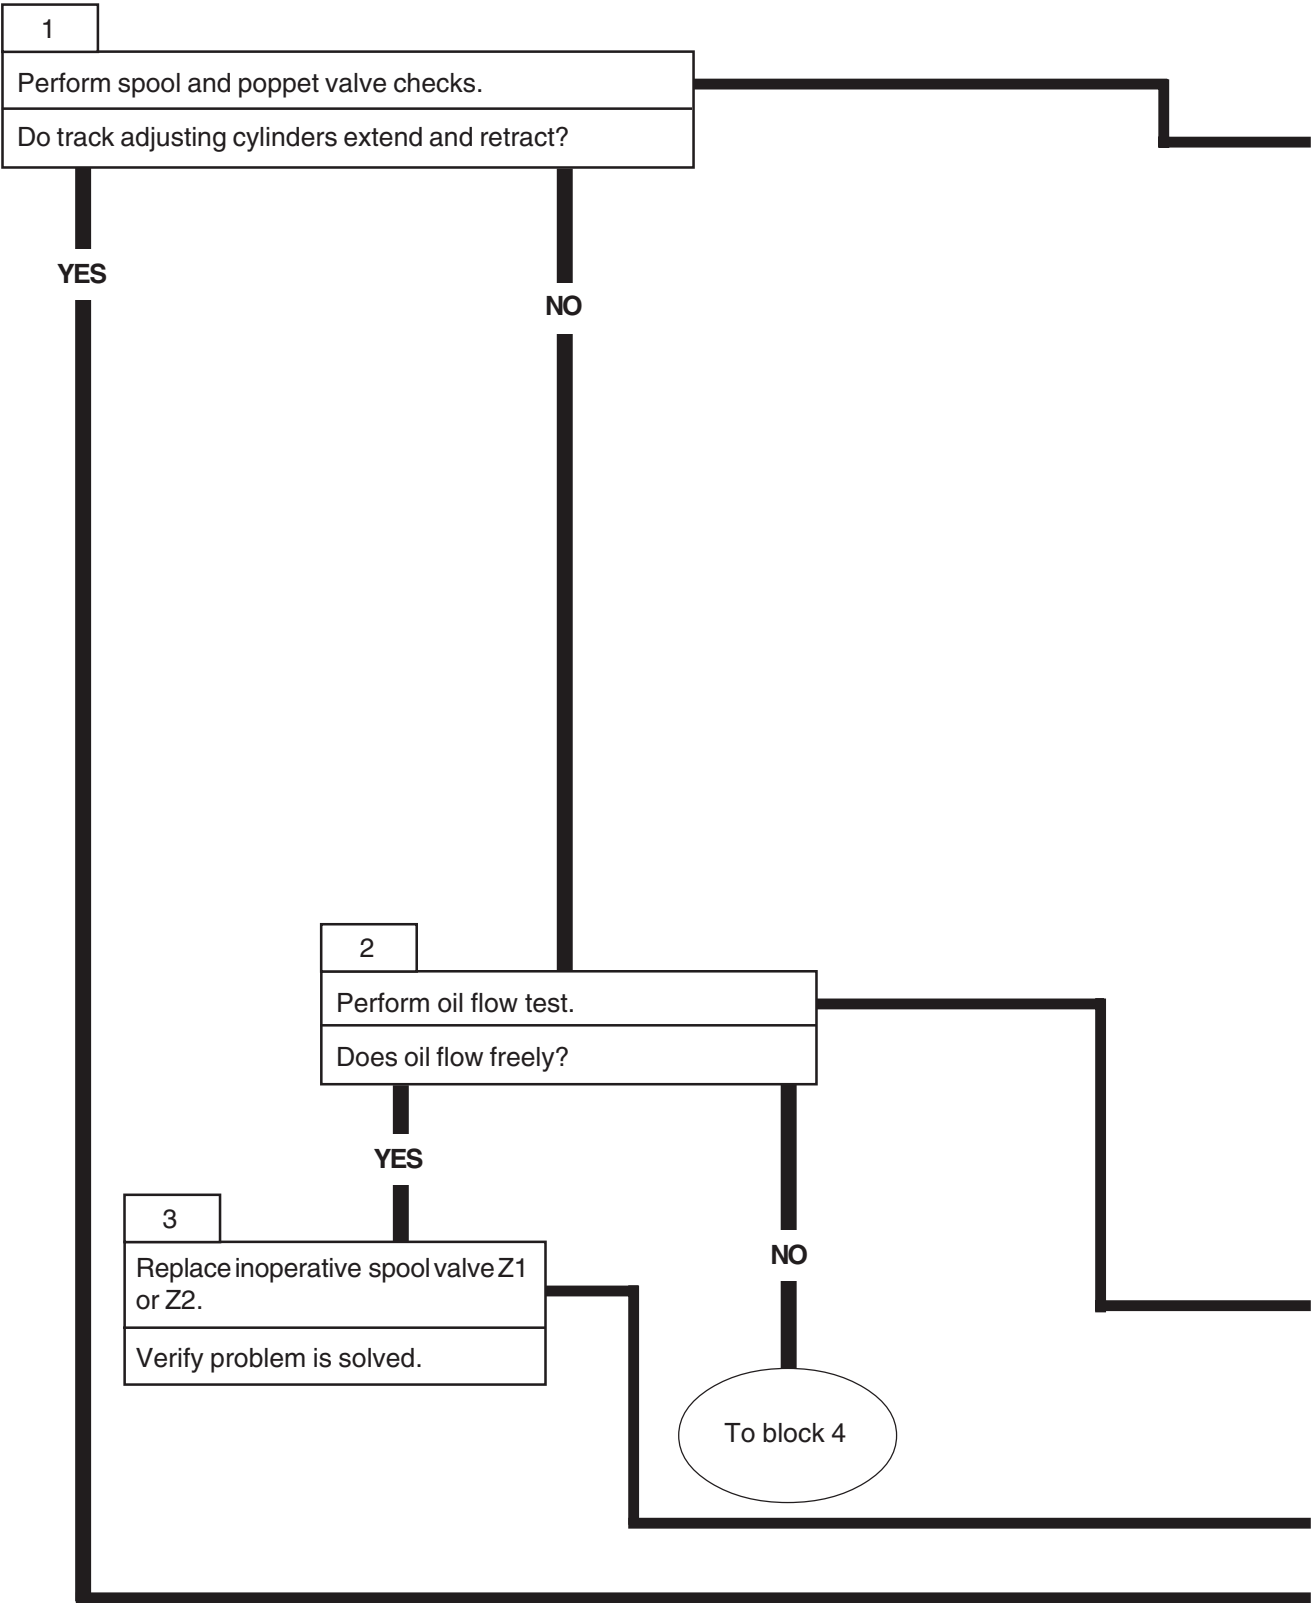 1
Perform spool and poppet valve checks.
Do track adjusting cylinders extend and retract?
YES
NO
2
Perform oil flow test.
Does oil flow freely?
YES
NO
3
Replace inoperative spool valve Z1
or Z2.
Verify problem is solved.
To block 4